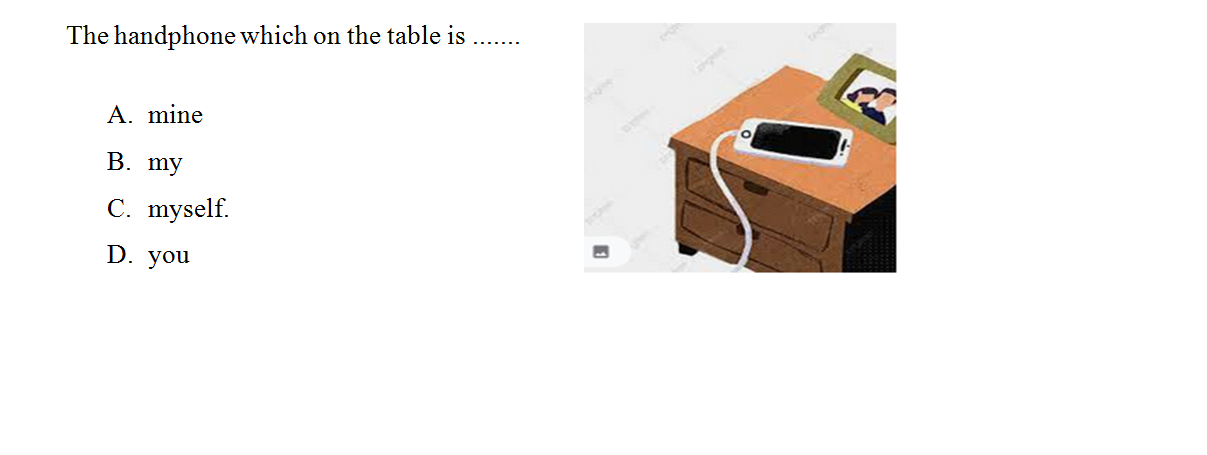 The handphone which on the table is .......
A. mine
B. my
C. myself.
D. you